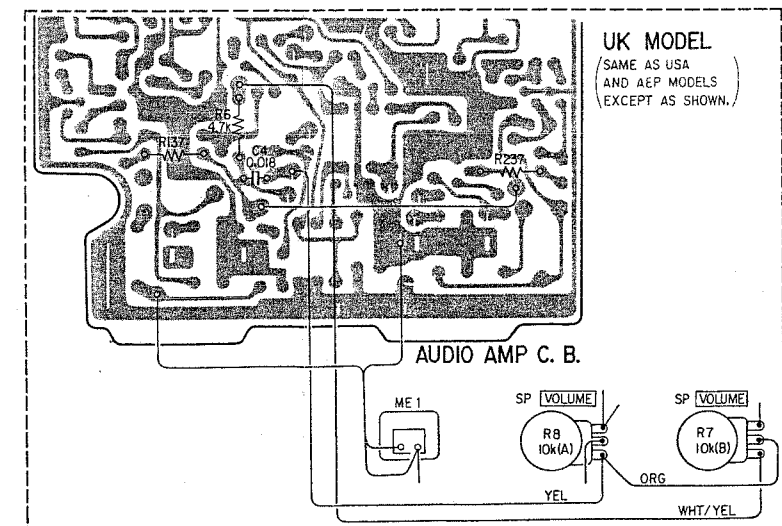 UK MODEL
(SAME AS USA
AND AEP MODELS
EXCEPT AS SHOWN.)
R6
4.7K
R137
C4
0.018
R237
AUDIO AMP C. B.
ME 1
SP VOLUME
R8
10k(A)
SP VOLUME
R7
10k(B)
ORG
YEL
WHT/YEL